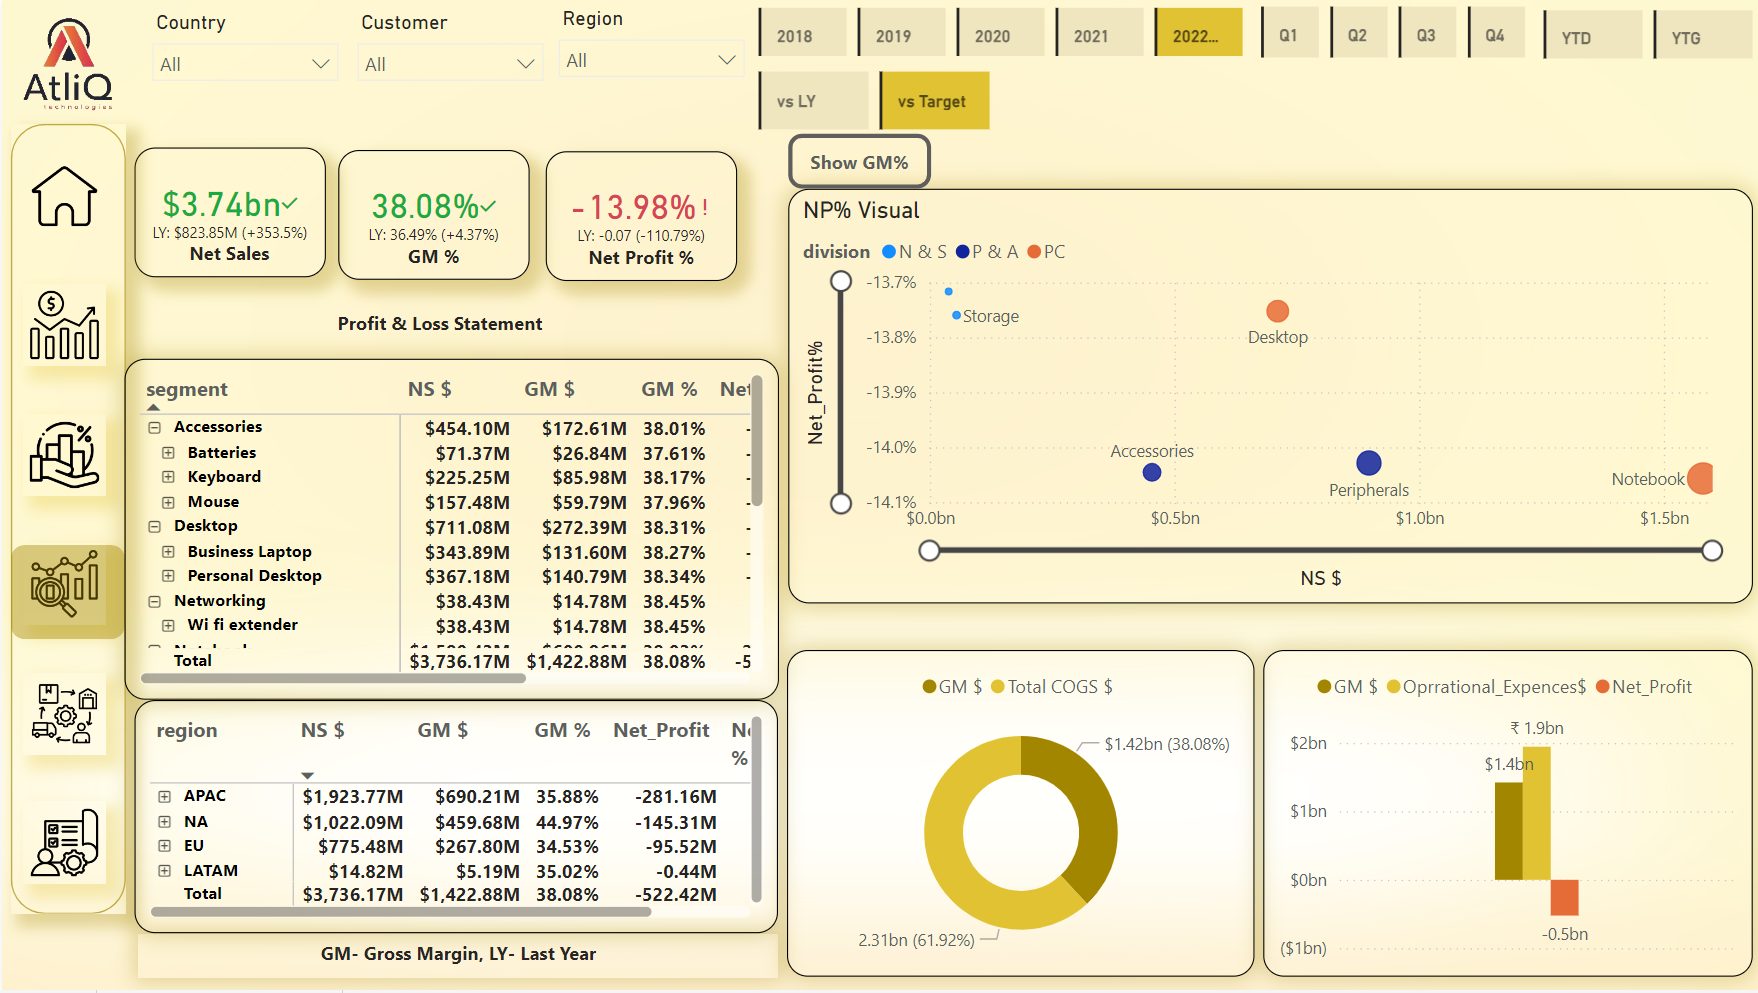 AtliQ
technologies
Country
All
Customer
All
Region
All
2018
2019
2020
2021
2022...
Q1
Q2
Q3
Q4
YTD
YTG
vs LY
vs Target
$3.74bn
LY: $823.85M (+353.5%)
Net Sales
38.08%
LY: 36.49% (+4.37%)
GM %
-13.98% !
LY: -0.07 (-110.79%)
Net Profit %
Show GM%
Profit & Loss Statement
segment NS $ GM $ GM % Net
Accessories $454.10M $172.61M 38.01% -
Batteries $71.37M $26.84M 37.61% -
Keyboard $225.25M $85.98M 38.17% -
Mouse $157.48M $59.79M 37.96% -
Desktop $711.08M $272.39M 38.31% -
Business Laptop $343.89M $131.60M 38.27% -
Personal Desktop $367.18M $140.79M 38.34% -
Networking $38.43M $14.78M 38.45%
Wi fi extender $38.43M $14.78M 38.45%
Total $3,736.17M $1,422.88M 38.08% -5
NP% Visual
division N & S P & A PC
Net_Profit%
-13.7%
-13.8%
-13.9%
-14.0%
-14.1%
Storage
Desktop
Accessories
Peripherals
Notebook
$0.0bn $0.5bn $1.0bn $1.5bn
NS $
region NS $ GM $ GM % Net_Profit
%
APAC $1,923.77M $690.21M 35.88% -281.16M
NA $1,022.09M $459.68M 44.97% -145.31M
EU $775.48M $267.80M 34.53% -95.52M
LATAM $14.82M $5.19M 35.02% -0.44M
Total $3,736.17M $1,422.88M 38.08% -522.42M
GM- Gross Margin, LY- Last Year
GM $ Total COGS $
$1.42bn (38.08%)
2.31bn (61.92%)
GM $ Oprrational_Expences$ Net_Profit
$2bn
$1bn
$0bn
($1bn)
₹ 1.9bn
$1.4bn
-0.5bn